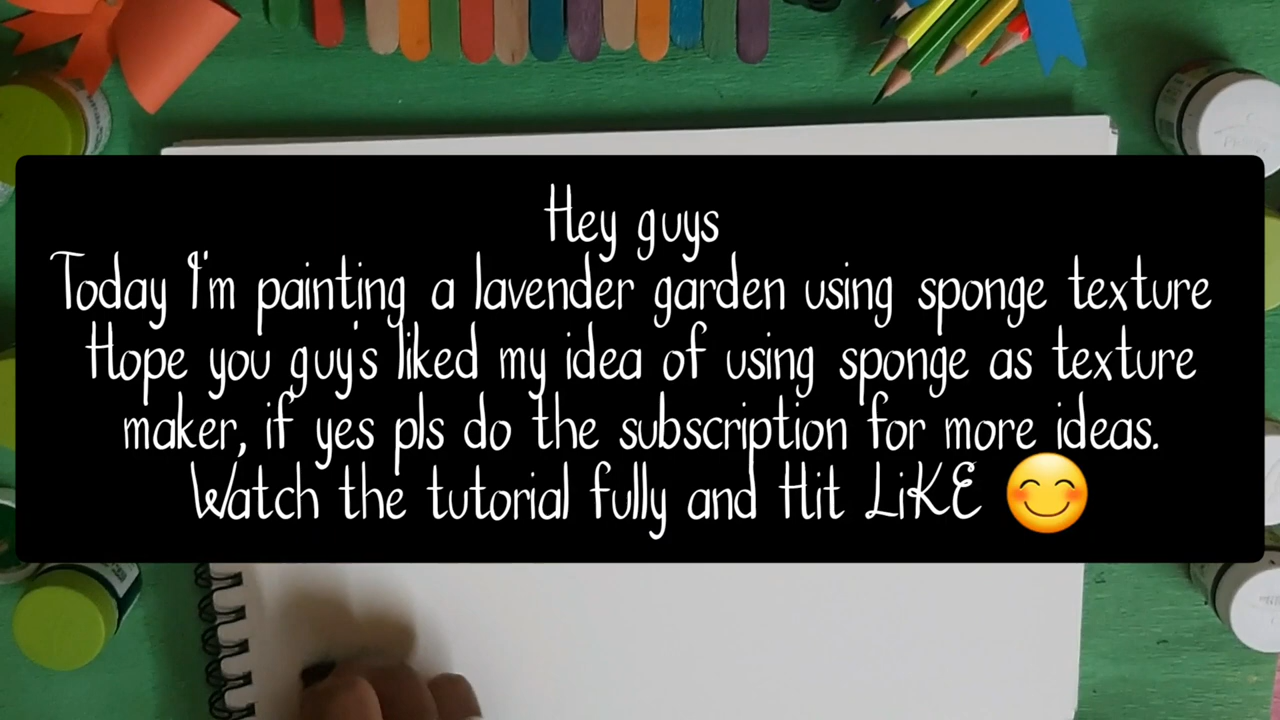 Hey guys
Today I'm painting a lavender garden using sponge texture
Hope you guy's liked my idea of using sponge as texture
maker, if yes pls do the subscription for more ideas.
Watch the tutorial fully and Hit LiKE 😊